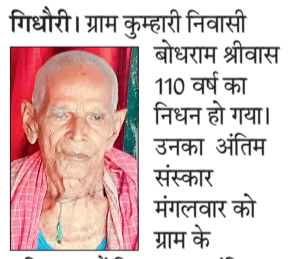 गिधौरी। ग्राम कुम्हारी निवासी
बोधराम श्रीवास
110 वर्ष का
निधन हो गया।
उनका अंतिम
संस्कार
मंगलवार को
ग्राम के